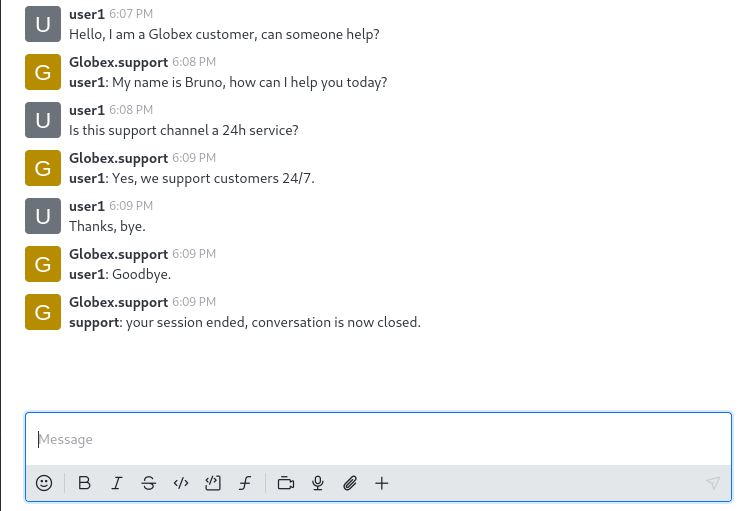 U
user1 6:07 PM
Hello, I am a Globex customer, can someone help?
G
Globex.support 6:08 PM
user1: My name is Bruno, how can I help you today?
U
user1 6:08 PM
Is this support channel a 24h service?
G
Globex.support 6:09 PM
user1: Yes, we support customers 24/7.
U
user1 6:09 PM
Thanks, bye.
G
Globex.support 6:09 PM
user1: Goodbye.
G
Globex.support 6:09 PM
support: your session ended, conversation is now closed.
Message
B I S </> </> f